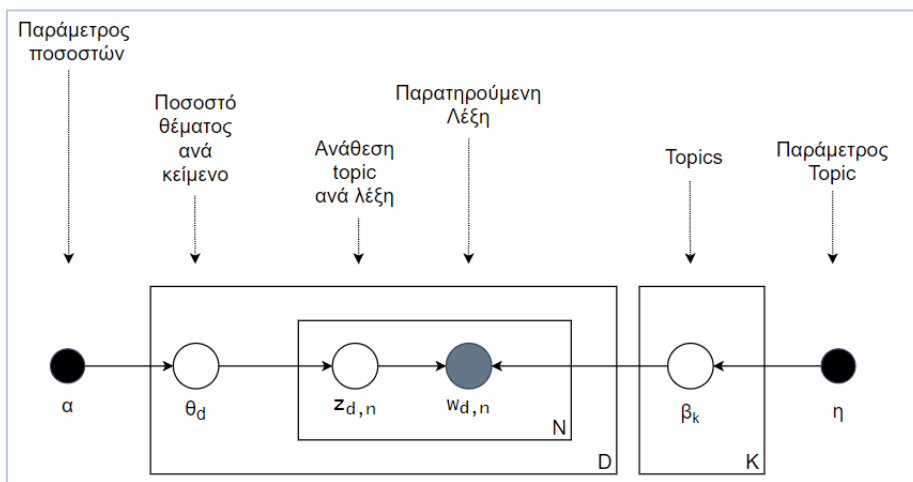 Παράμετρος
ποσοστών
Ποσοστό
θέματος
ανά
κείμενο
Ανάθεση
topic
ανά λέξη
Παρατηρούμενη
Λέξη
Topics
Παράμετρος
Topic
α
θd
zd,n
wd,n
N
D
βk
K
η